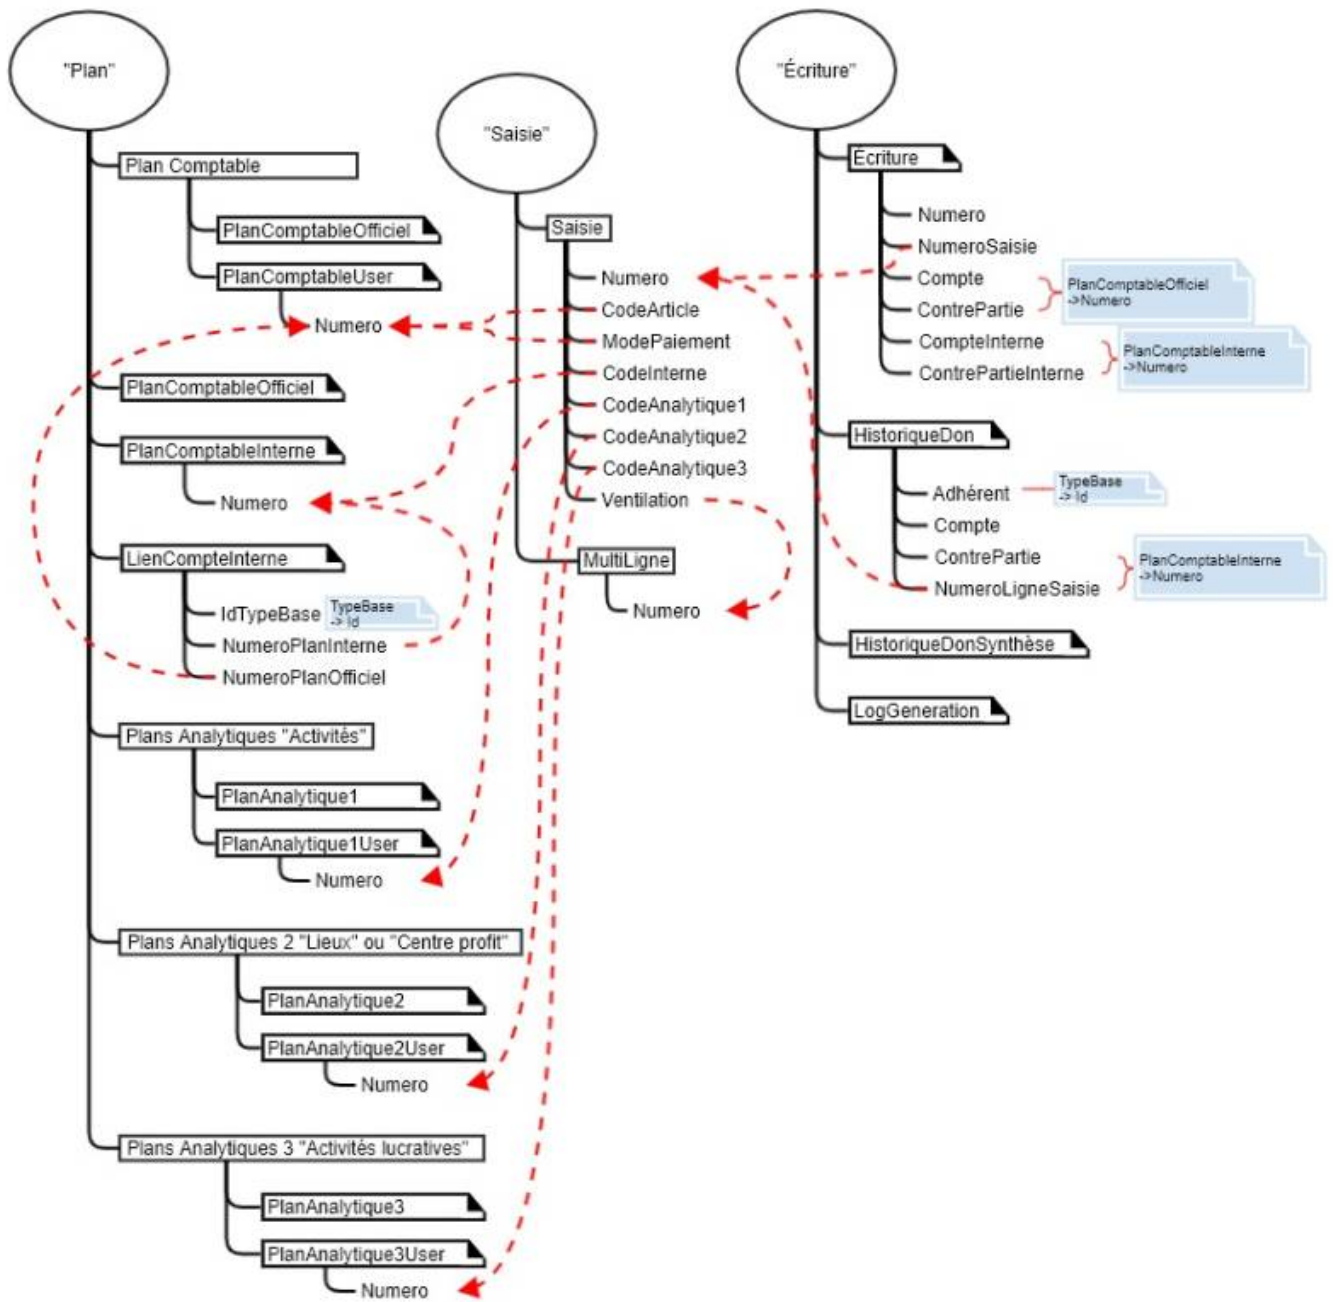 "Plan"
Plan Comptable
PlanComptableOfficiel
PlanComptableUser
Numero
PlanComptableOfficiel
PlanComptableInterne
Numero
LienCompteInterne
IdTypeBase
TypeBase
-> Id
NumeroPlanInterne
NumeroPlanOfficiel
Plans Analytiques "Activités"
PlanAnalytique1
PlanAnalytique1User
Numero
Plans Analytiques 2 "Lieux" ou "Centre profit"
PlanAnalytique2
PlanAnalytique2User
Numero
Plans Analytiques 3 "Activités lucratives"
PlanAnalytique3
PlanAnalytique3User
Numero
"Saisie"
Saisie
Numero
CodeArticle
ModePaiement
CodeInterne
CodeAnalytique1
CodeAnalytique2
CodeAnalytique3
Ventilation
MultiLigne
Numero
"Écriture"
Écriture
Numero
NumeroSaisie
Compte
ContrePartie
PlanComptableOfficiel
->Numero
CompteInterne
ContrePartieInterne
PlanComptableInterne
->Numero
HistoriqueDon
Adhérent
TypeBase
-> Id
Compte
ContrePartie
NumeroLigneSaisie
PlanComptableInterne
->Numero
HistoriqueDonSynthèse
LogGeneration